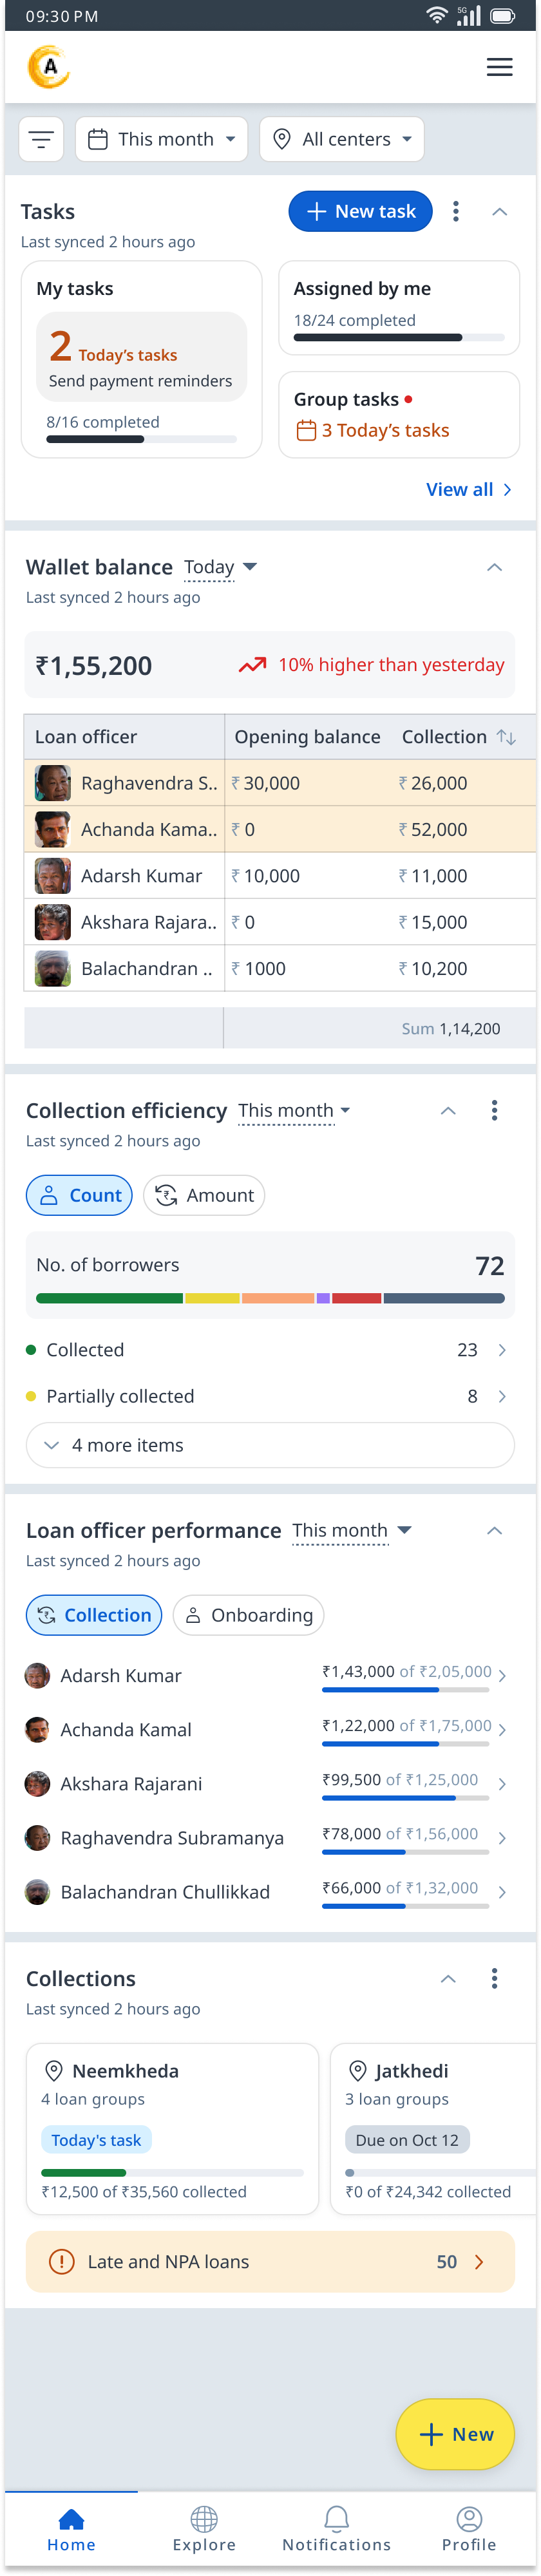 09:30 PM
5G
A
This month
All centers
Tasks
New task
Last synced 2 hours ago
My tasks
2 Today's tasks
Send payment reminders
8/16 completed
Assigned by me
18/24 completed
Group tasks
3 Today's tasks
View all
Wallet balance Today
Last synced 2 hours ago
₹1,55,200 10% higher than yesterday
Loan officer Opening balance Collection
Raghavendra S.. ₹ 30,000 ₹ 26,000
Achanda Kama.. ₹ 0 ₹ 52,000
Adarsh Kumar ₹ 10,000 ₹ 11,000
Akshara Rajara.. ₹ 0 ₹ 15,000
Balachandran .. ₹ 1000 ₹ 10,200
Sum 1,14,200
Collection efficiency This month
Last synced 2 hours ago
Count
₹ Amount
No. of borrowers 72
Collected 23
Partially collected 8
4 more items
Loan officer performance This month
Last synced 2 hours ago
₹ Collection
Onboarding
Adarsh Kumar ₹1,43,000 of ₹2,05,000
Achanda Kamal ₹1,22,000 of ₹1,75,000
Akshara Rajarani ₹99,500 of ₹1,25,000
Raghavendra Subramanya ₹78,000 of ₹1,56,000
Balachandran Chullikkad ₹66,000 of ₹1,32,000
Collections
Last synced 2 hours ago
Neemkheda
4 loan groups
Today's task
₹12,500 of ₹35,560 collected
Jatkhedi
3 loan groups
Due on Oct 12
₹0 of ₹24,342 collected
Late and NPA loans 50
New
Home
Explore
Notifications
Profile